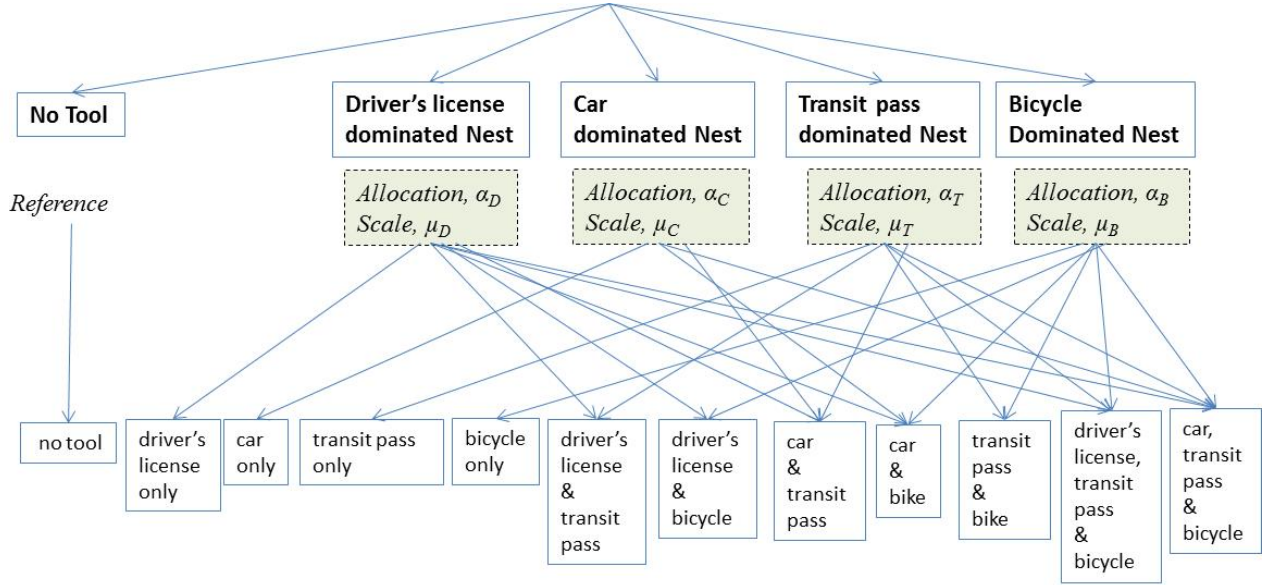 No Tool
Driver's license
dominated Nest
Car
dominated Nest
Transit pass
dominated Nest
Bicycle
Dominated Nest
Reference
Allocation, α_D
Scale, μ_D
Allocation, α_C
Scale, μ_C
Allocation, α_T
Scale, μ_T
Allocation, α_B
Scale, μ_B
no tool
driver's
license
only
car
only
transit pass
only
bicycle
only
driver's
license
&
transit
pass
driver's
license
&
bicycle
car
&
transit
pass
car
&
bike
transit
pass
&
bike
driver's
license,
transit
pass
&
bicycle
car,
transit
pass
&
bicycle